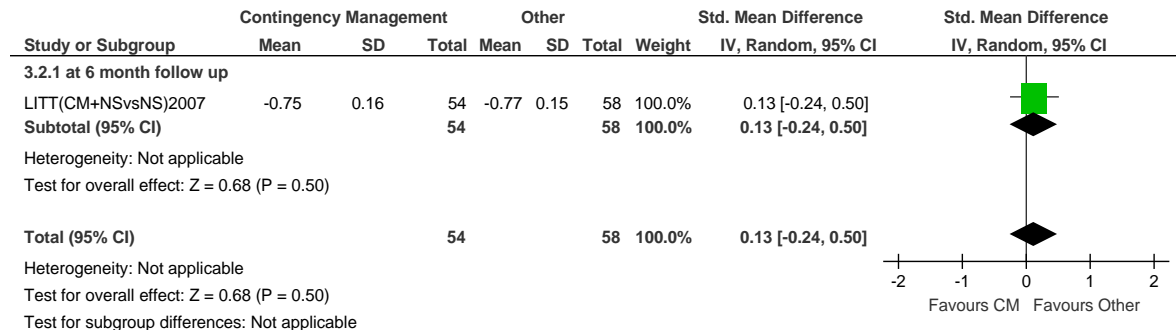 Contingency Management Other Std. Mean Difference Std. Mean Difference
Study or Subgroup Mean SD Total Mean SD Total Weight IV, Random, 95% CI IV, Random, 95% CI
3.2.1 at 6 month follow up
LITT(CM+NSvsNS)2007 -0.75 0.16 54 -0.77 0.15 58 100.0% 0.13 [-0.24, 0.50]
Subtotal (95% CI) 54 58 100.0% 0.13 [-0.24, 0.50]
Heterogeneity: Not applicable
Test for overall effect: Z = 0.68 (P = 0.50)
Total (95% CI) 54 58 100.0% 0.13 [-0.24, 0.50]
Heterogeneity: Not applicable
-2 -1 0 1 2
Test for overall effect: Z = 0.68 (P = 0.50)
Favours CM Favours Other
Test for subgroup differences: Not applicable